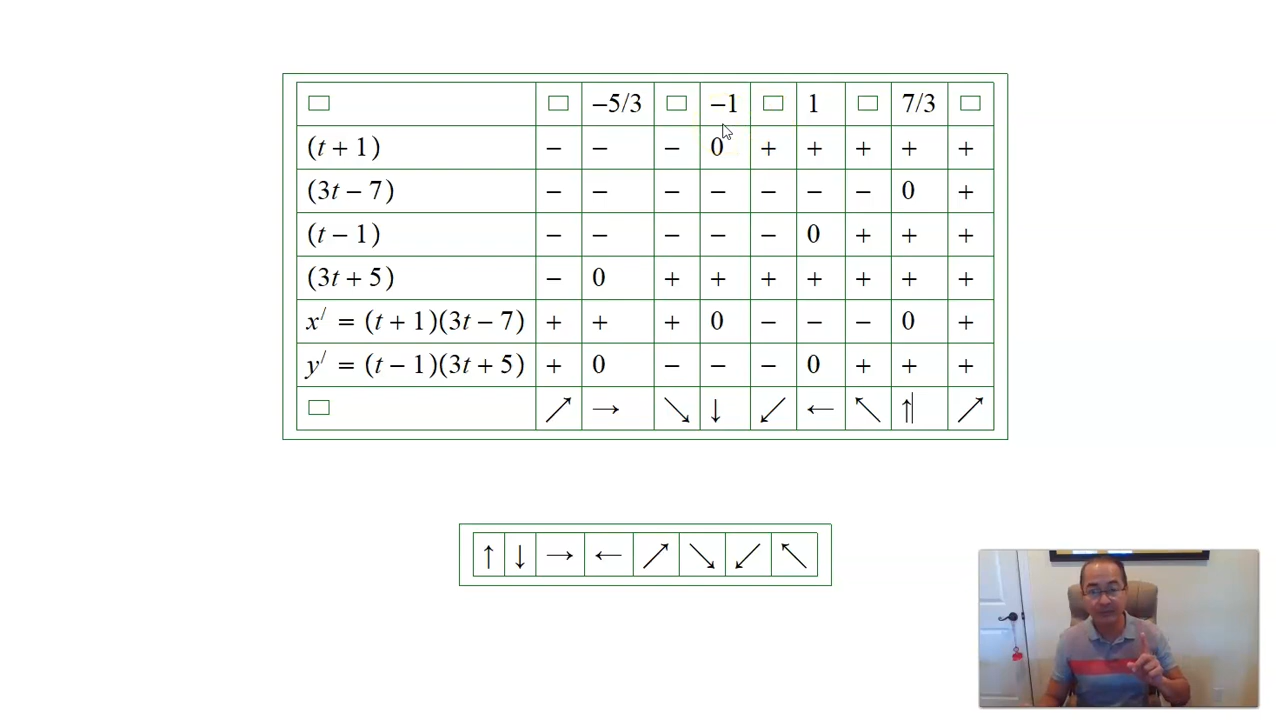 □ □ −5/3 □ −1 □ 1 □ 7/3 □
(t + 1) − − − 0 + + + + +
(3t − 7) − − − − − − − 0 +
(t − 1) − − − − − 0 + + +
(3t + 5) − 0 + + + + + + +
x/ = (t + 1)(3t − 7) + + + 0 − − − 0 +
y/ = (t − 1)(3t + 5) + 0 − − − 0 + + +
□ ↗ → ↘ ↓ ↙ ← ↖ ↑ ↗
↑ ↓ → ← ↗ ↘ ↙ ↖